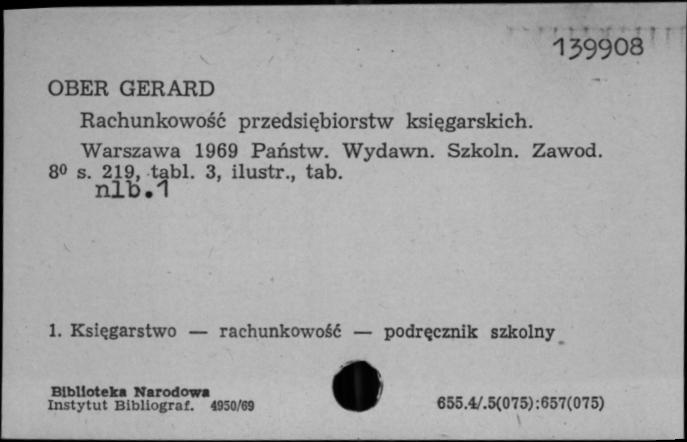 139908
OBER GERARD
Rachunkowość przedsiębiorstw księgarskich.
Warszawa 1969 Państw. Wydawn. Szkoln. Zawod.
8⁰ s. 219, tabl. 3, ilustr., tab.
nlb.1
1. Księgarstwo — rachunkowość — podręcznik szkolny
Biblioteka Narodowa
Instytut Bibliograf. 4950/69
655.4/.5(075):657(075)